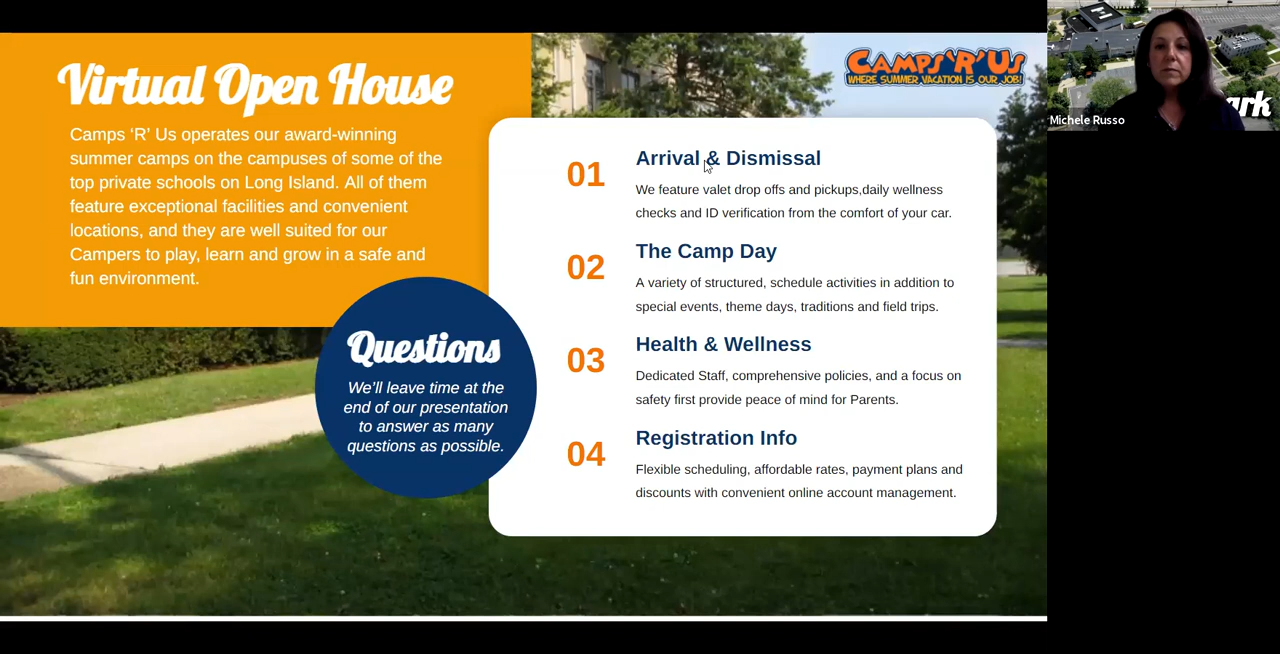 Virtual Open House
Camps 'R' Us operates our award-winning
summer camps on the campuses of some of the
top private schools on Long Island. All of them
feature exceptional facilities and convenient
locations, and they are well suited for our
Campers to play, learn and grow in a safe and
fun environment.
Questions
We'll leave time at the
end of our presentation
to answer as many
questions as possible.
CAMPS 'R' US
WHERE SUMMER VACATION IS OUR JOB!
01
Arrival & Dismissal
We feature valet drop offs and pickups,daily wellness
checks and ID verification from the comfort of your car.
02
The Camp Day
A variety of structured, schedule activities in addition to
special events, theme days, traditions and field trips.
03
Health & Wellness
Dedicated Staff, comprehensive policies, and a focus on
safety first provide peace of mind for Parents.
04
Registration Info
Flexible scheduling, affordable rates, payment plans and
discounts with convenient online account management.
Michele Russo